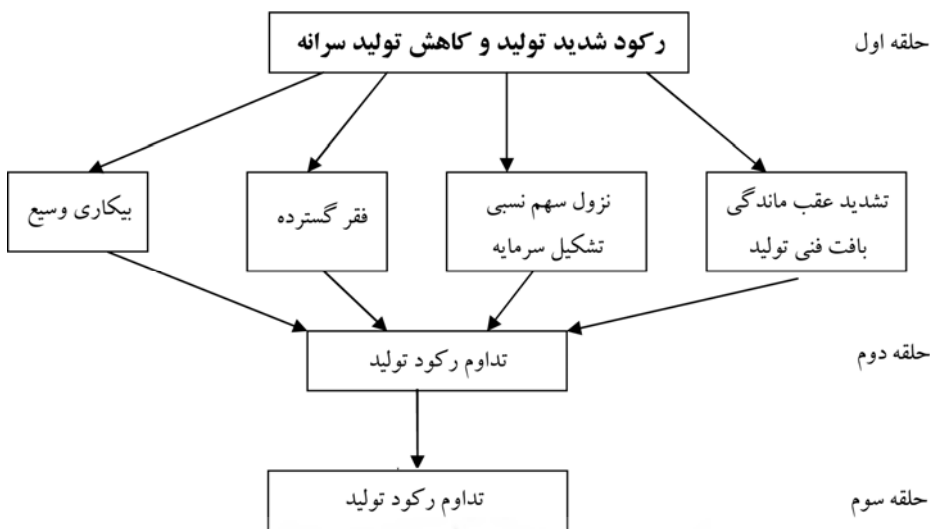 حلقه اول
رکود شدید تولید و کاهش تولید سرانه
تشدید عقب ماندگی
بافت فنی تولید
نزول سهم نسبی
تشکیل سرمایه
فقر گسترده
بیکاری وسیع
حلقه دوم
تداوم رکود تولید
حلقه سوم
تداوم رکود تولید